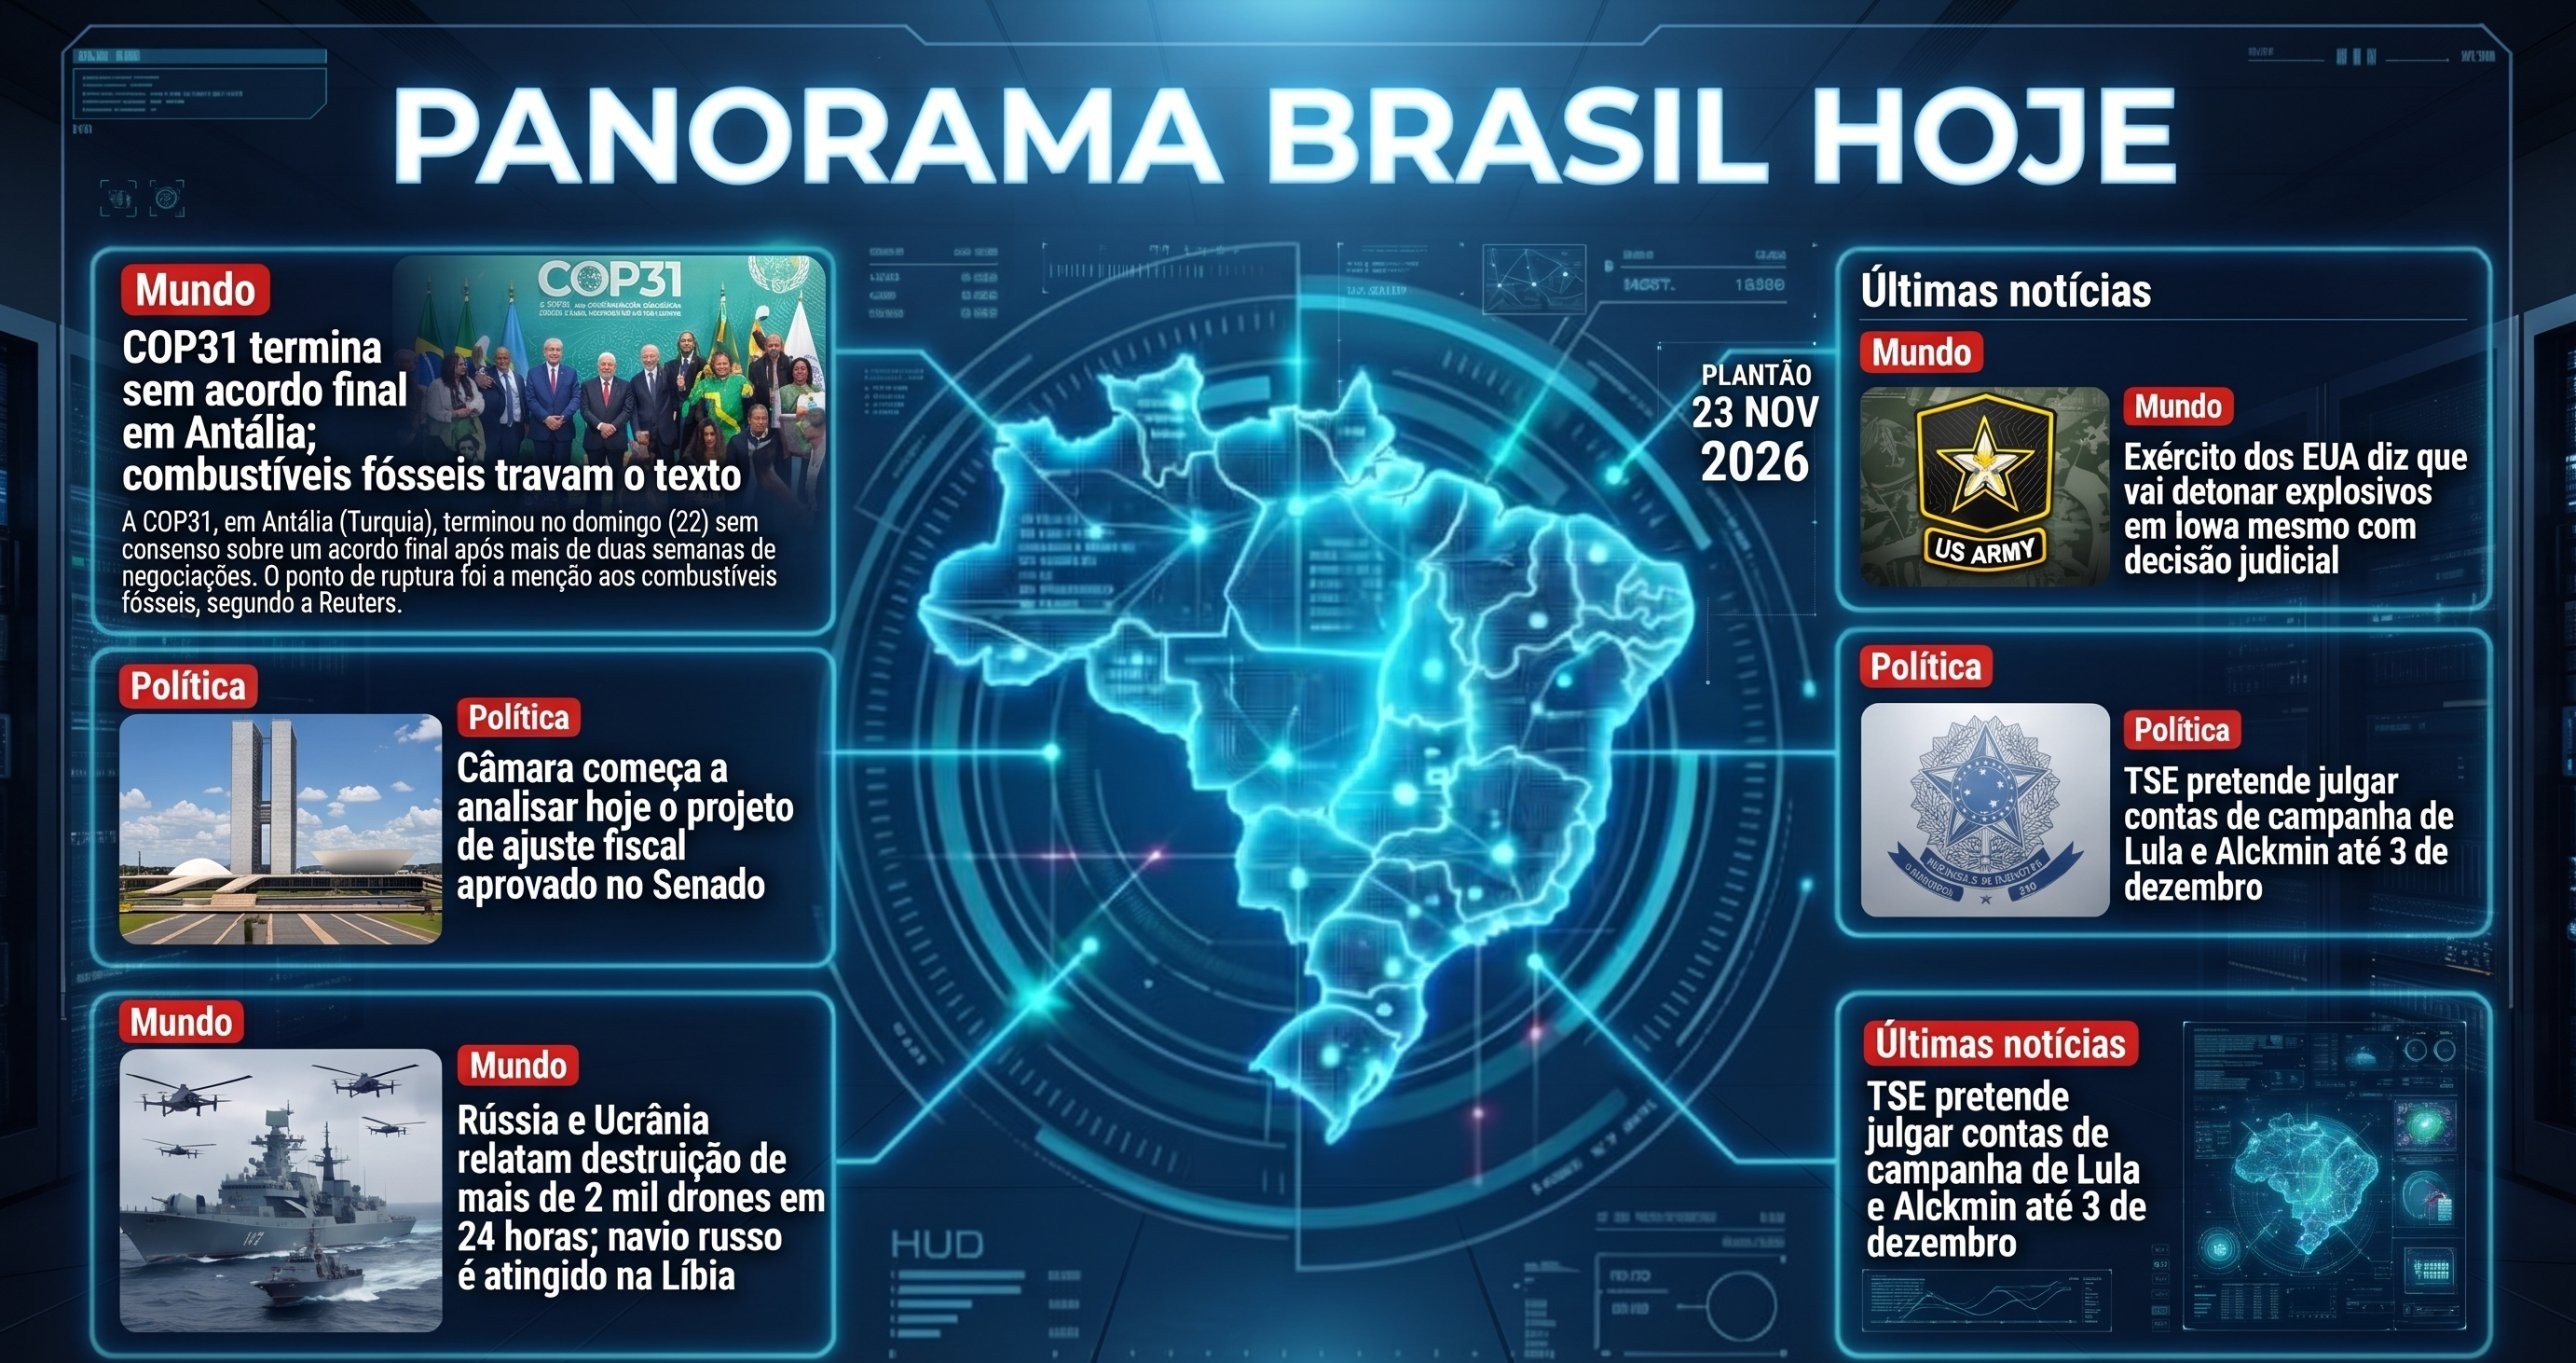 PANORAMA BRASIL HOJE
Mundo
COP31
COP31 termina
sem acordo final
em Antália;
combustíveis fósseis travam o texto
A COP31, em Antália (Turquia), terminou no domingo (22) sem
consenso sobre um acordo final após mais de duas semanas de
negociações. O ponto de ruptura foi a menção aos combustíveis
fósseis, segundo a Reuters.
Política
Política
Câmara começa a
analisar hoje o projeto
de ajuste fiscal
aprovado no Senado
Mundo
Mundo
Rússia e Ucrânia
relatam destruição de
mais de 2 mil drones em
24 horas; navio russo
é atingido na Líbia
PLANTÃO
23 NOV
2026
HUD
Últimas notícias
Mundo
US ARMY
Mundo
Exército dos EUA diz que
vai detonar explosivos
em Iowa mesmo com
decisão judicial
Política
Política
TSE pretende julgar
contas de campanha de
Lula e Alckmin até 3 de
dezembro
Últimas notícias
TSE pretende
julgar contas de
campanha de Lula
e Alckmin até 3 de
dezembro